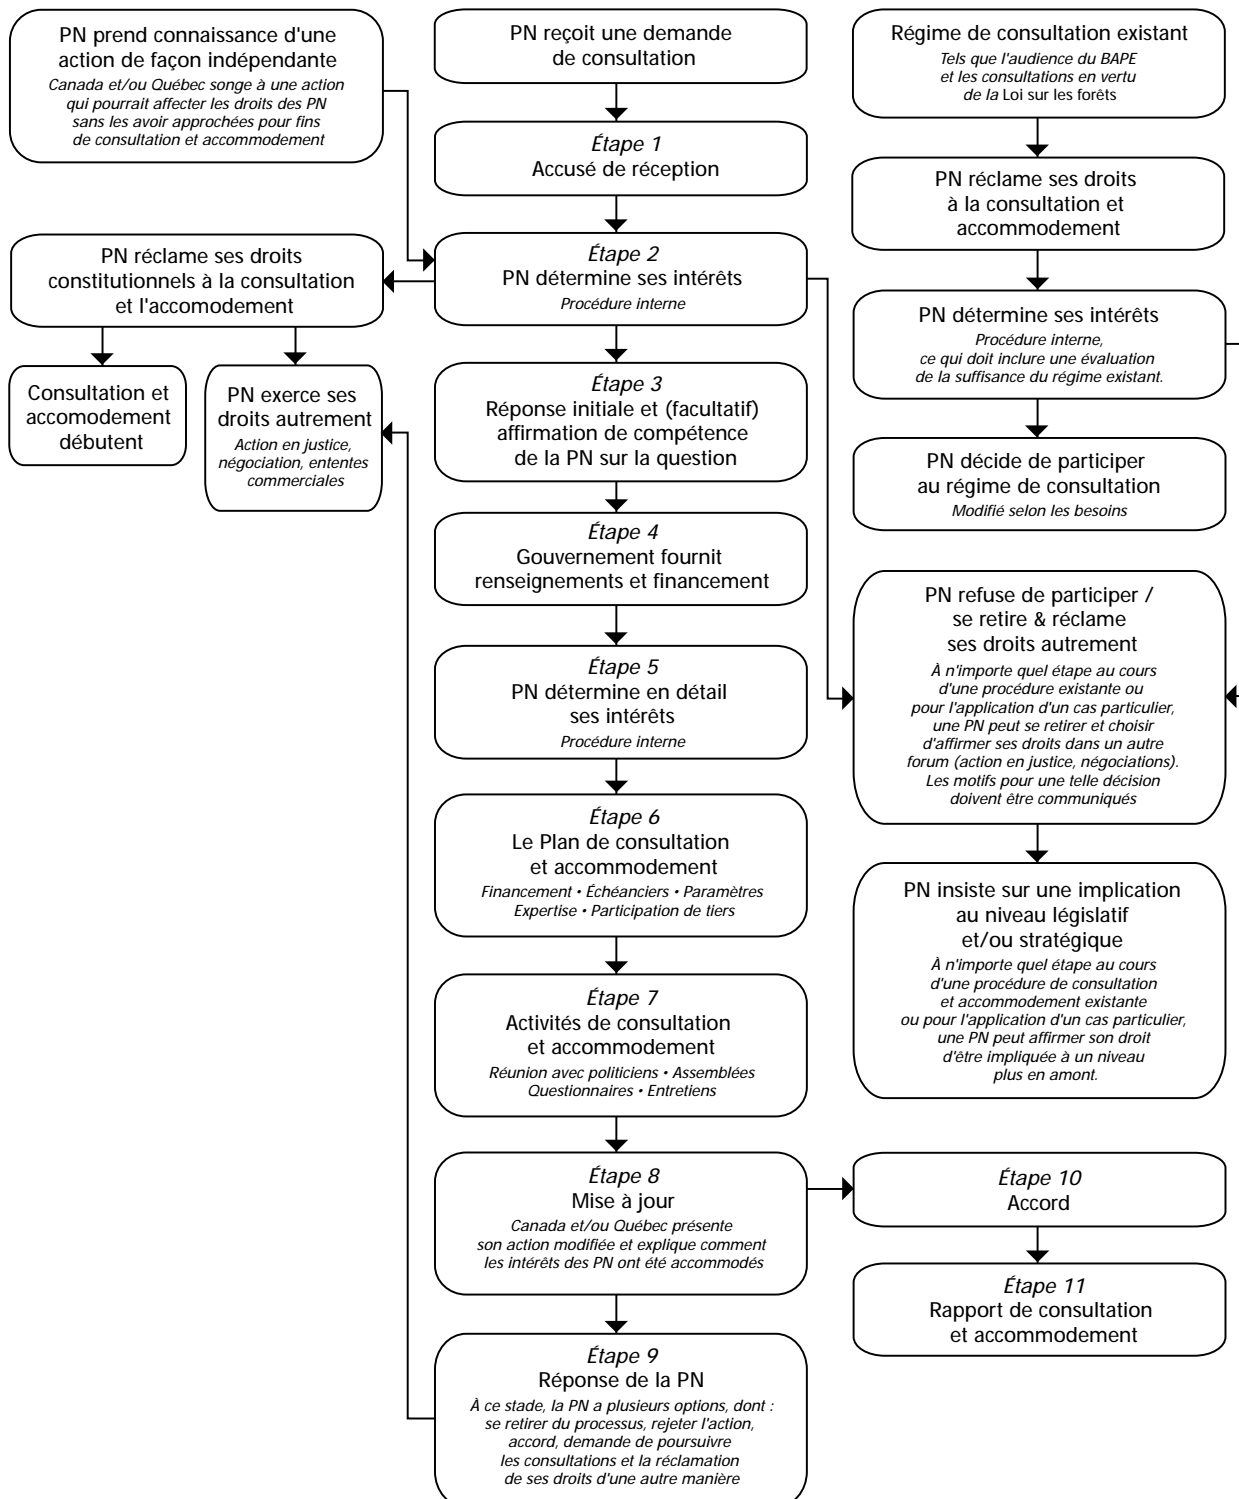 PN prend connaissance d'une
action de façon indépendante
Canada et/ou Québec songe à une action
qui pourrait affecter les droits des PN
sans les avoir approchées pour fins
de consultation et accommodement
PN réclame ses droits
constitutionnels à la consultation
et l'accomodement
Consultation et
accomodement
débutent
PN exerce ses
droits autrement
Action en justice,
négociation, ententes
commerciales
PN reçoit une demande
de consultation
Étape 1
Accusé de réception
Étape 2
PN détermine ses intérêts
Procédure interne
Étape 3
Réponse initiale et (facultatif)
affirmation de compétence
de la PN sur la question
Étape 4
Gouvernement fournit
renseignements et financement
Étape 5
PN détermine en détail
ses intérêts
Procédure interne
Étape 6
Le Plan de consultation
et accommodement
Financement • Échéanciers • Paramètres
Expertise • Participation de tiers
Étape 7
Activités de consultation
et accommodement
Réunion avec politiciens • Assemblées
Questionnaires • Entretiens
Étape 8
Mise à jour
Canada et/ou Québec présente
son action modifiée et explique comment
les intérêts des PN ont été accommodés
Étape 9
Réponse de la PN
À ce stade, la PN a plusieurs options, dont :
se retirer du processus, rejeter l'action,
accord, demande de poursuivre
les consultations et la réclamation
de ses droits d'une autre manière
Régime de consultation existant
Tels que l'audience du BAPE
et les consultations en vertu
de la Loi sur les forêts
PN réclame ses droits
à la consultation et
accommodement
PN détermine ses intérêts
Procédure interne,
ce qui doit inclure une évaluation
de la suffisance du régime existant.
PN décide de participer
au régime de consultation
Modifié selon les besoins
PN refuse de participer /
se retire & réclame
ses droits autrement
À n'importe quel étape au cours
d'une procédure existante ou
pour l'application d'un cas particulier,
une PN peut se retirer et choisir
d'affirmer ses droits dans un autre
forum (action en justice, négociations).
Les motifs pour une telle décision
doivent être communiqués
PN insiste sur une implication
au niveau législatif
et/ou stratégique
À n'importe quel étape au cours
d'une procédure de consultation
et accommodement existante
ou pour l'application d'un cas particulier,
une PN peut affirmer son droit
d'être impliquée à un niveau
plus en amont.
Étape 10
Accord
Étape 11
Rapport de consultation
et accommodement